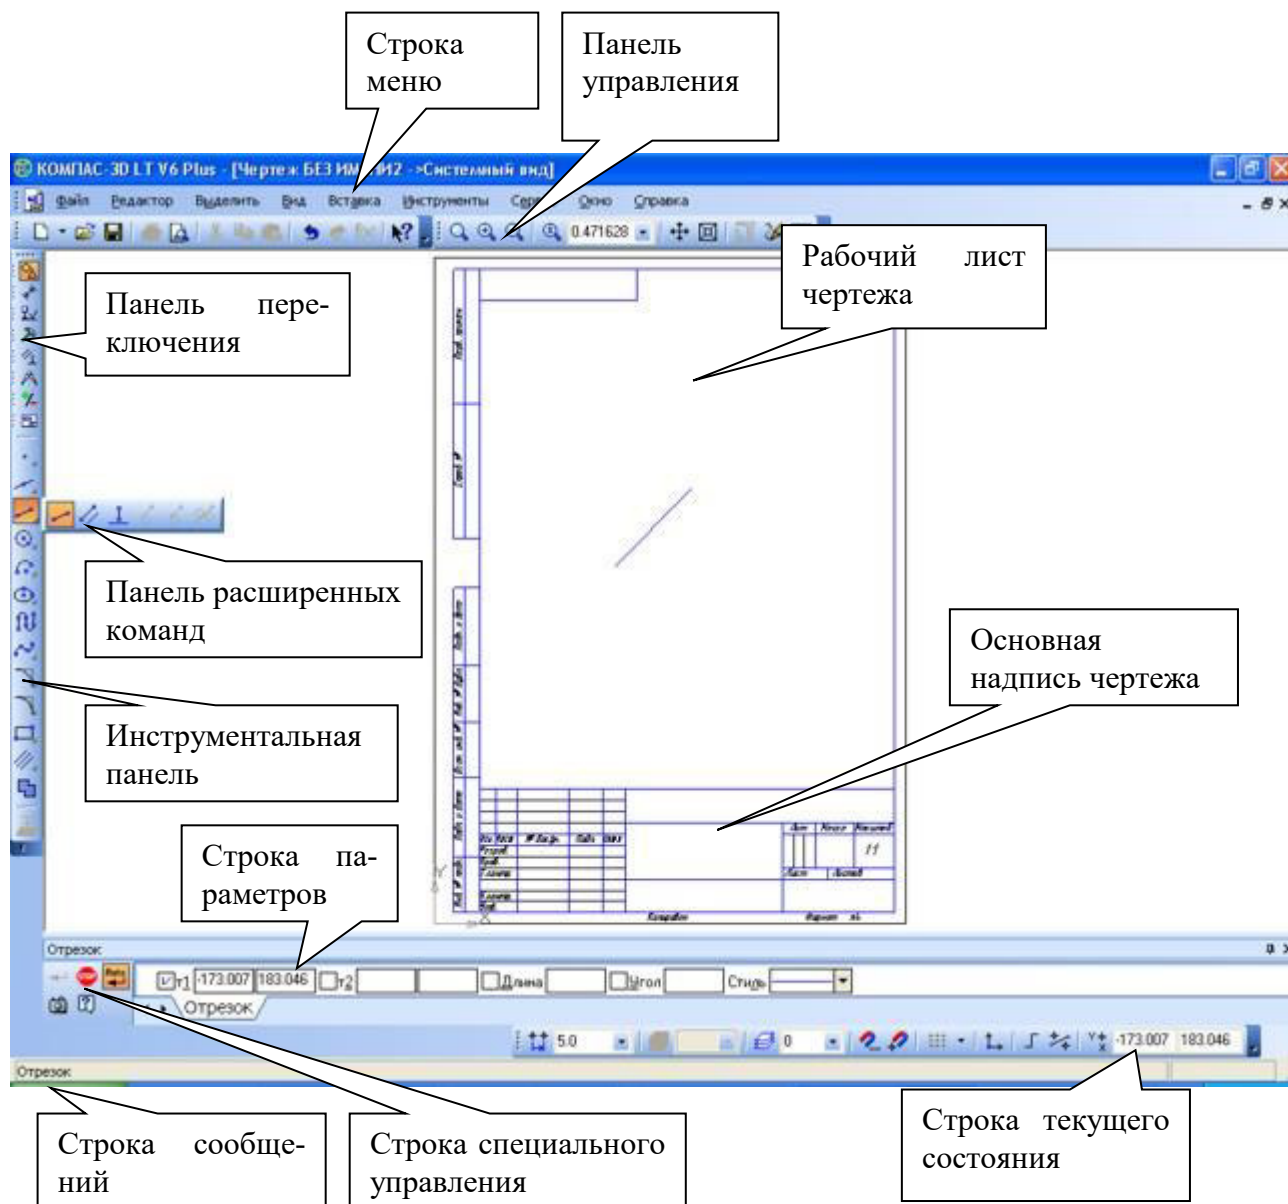 Строка
меню
Панель
управления
КОМПАС-3D LT V6 Plus - [Чертеж БЕЗ ИМЕНИ2 ->Системный вид]
Файл Редактор Выделить Вид Вставка Инструменты Сервис Окно Справка
0.471628
Рабочий лист
чертежа
Панель пере-
ключения
Панель расширенных
команд
Основная
надпись чертежа
Инструментальная
панель
Строка па-
раметров
Отрезок
т1 -173.007 183.046 т2 Длина Угол Стиль
Отрезок
5.0 0 -173.007 183.046
Отрезок
Строка сообще-
ний
Строка специального
управления
Строка текущего
состояния